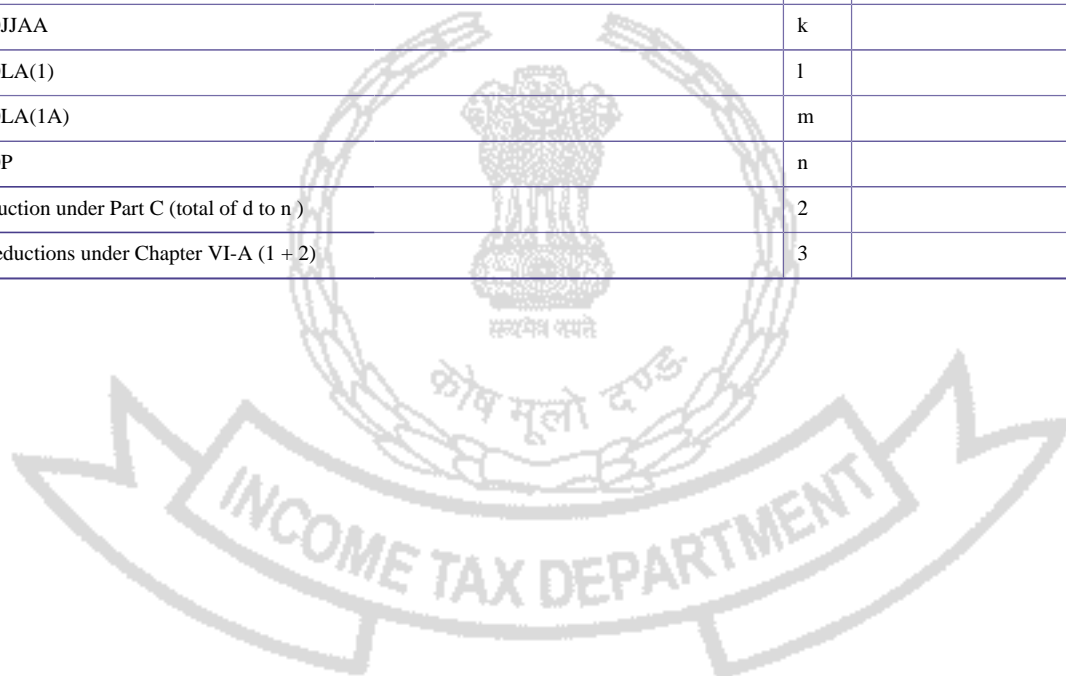 JJAA k
LA(1) l
LA(1A) m
P n
uction under Part C (total of d to n ) 2
eductions under Chapter VI-A (1 + 2) 3
सत्यमेव जयते
कोष मूलो दण्डः
INCOME TAX DEPARTMENT